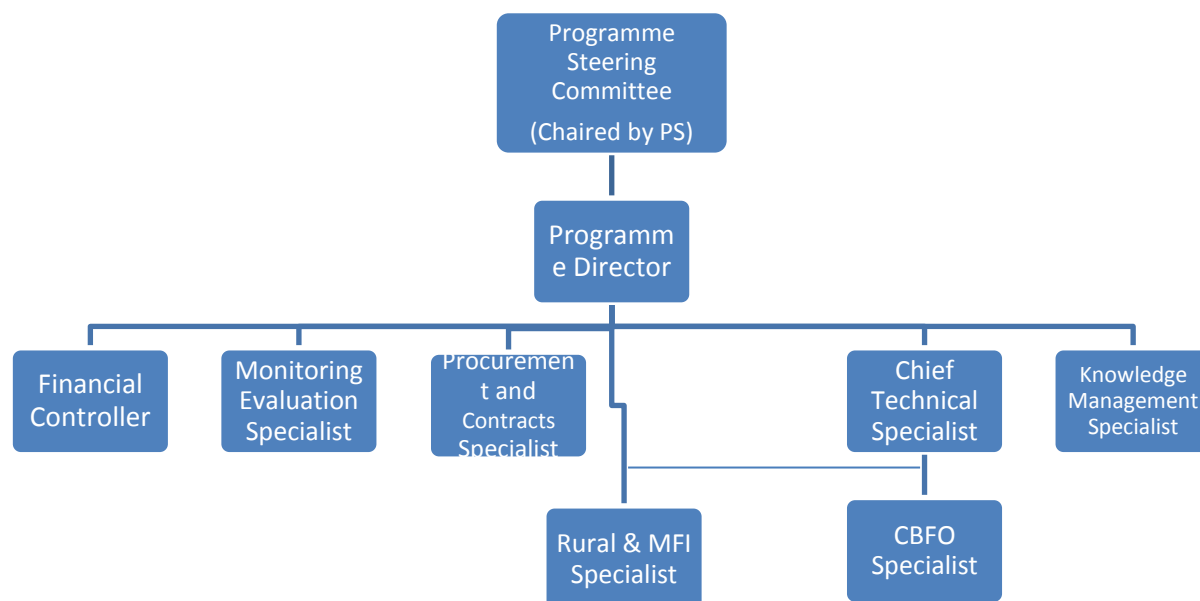 Programme
Steering
Committee
(Chaired by PS)
Programm
e Director
Financial
Controller
Monitoring
Evaluation
Specialist
Procuremen
t and
Contracts
Specialist
Chief
Technical
Specialist
Knowledge
Management
Specialist
Rural & MFI
Specialist
CBFO
Specialist